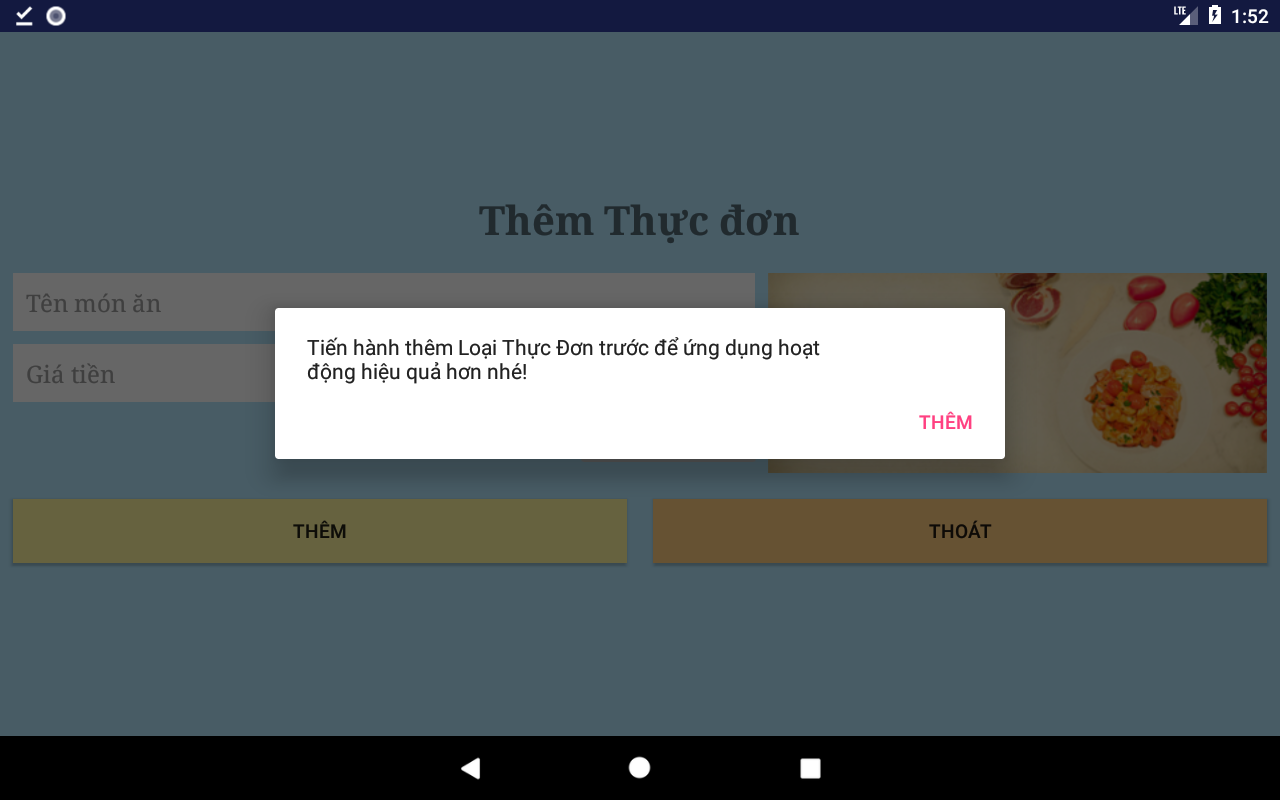 LTE 1:52
Thêm Thực đơn
Tên món ăn
Giá tiền
Tiến hành thêm Loại Thực Đơn trước để ứng dụng hoạt
động hiệu quả hơn nhé!
THÊM
THÊM
THOÁT